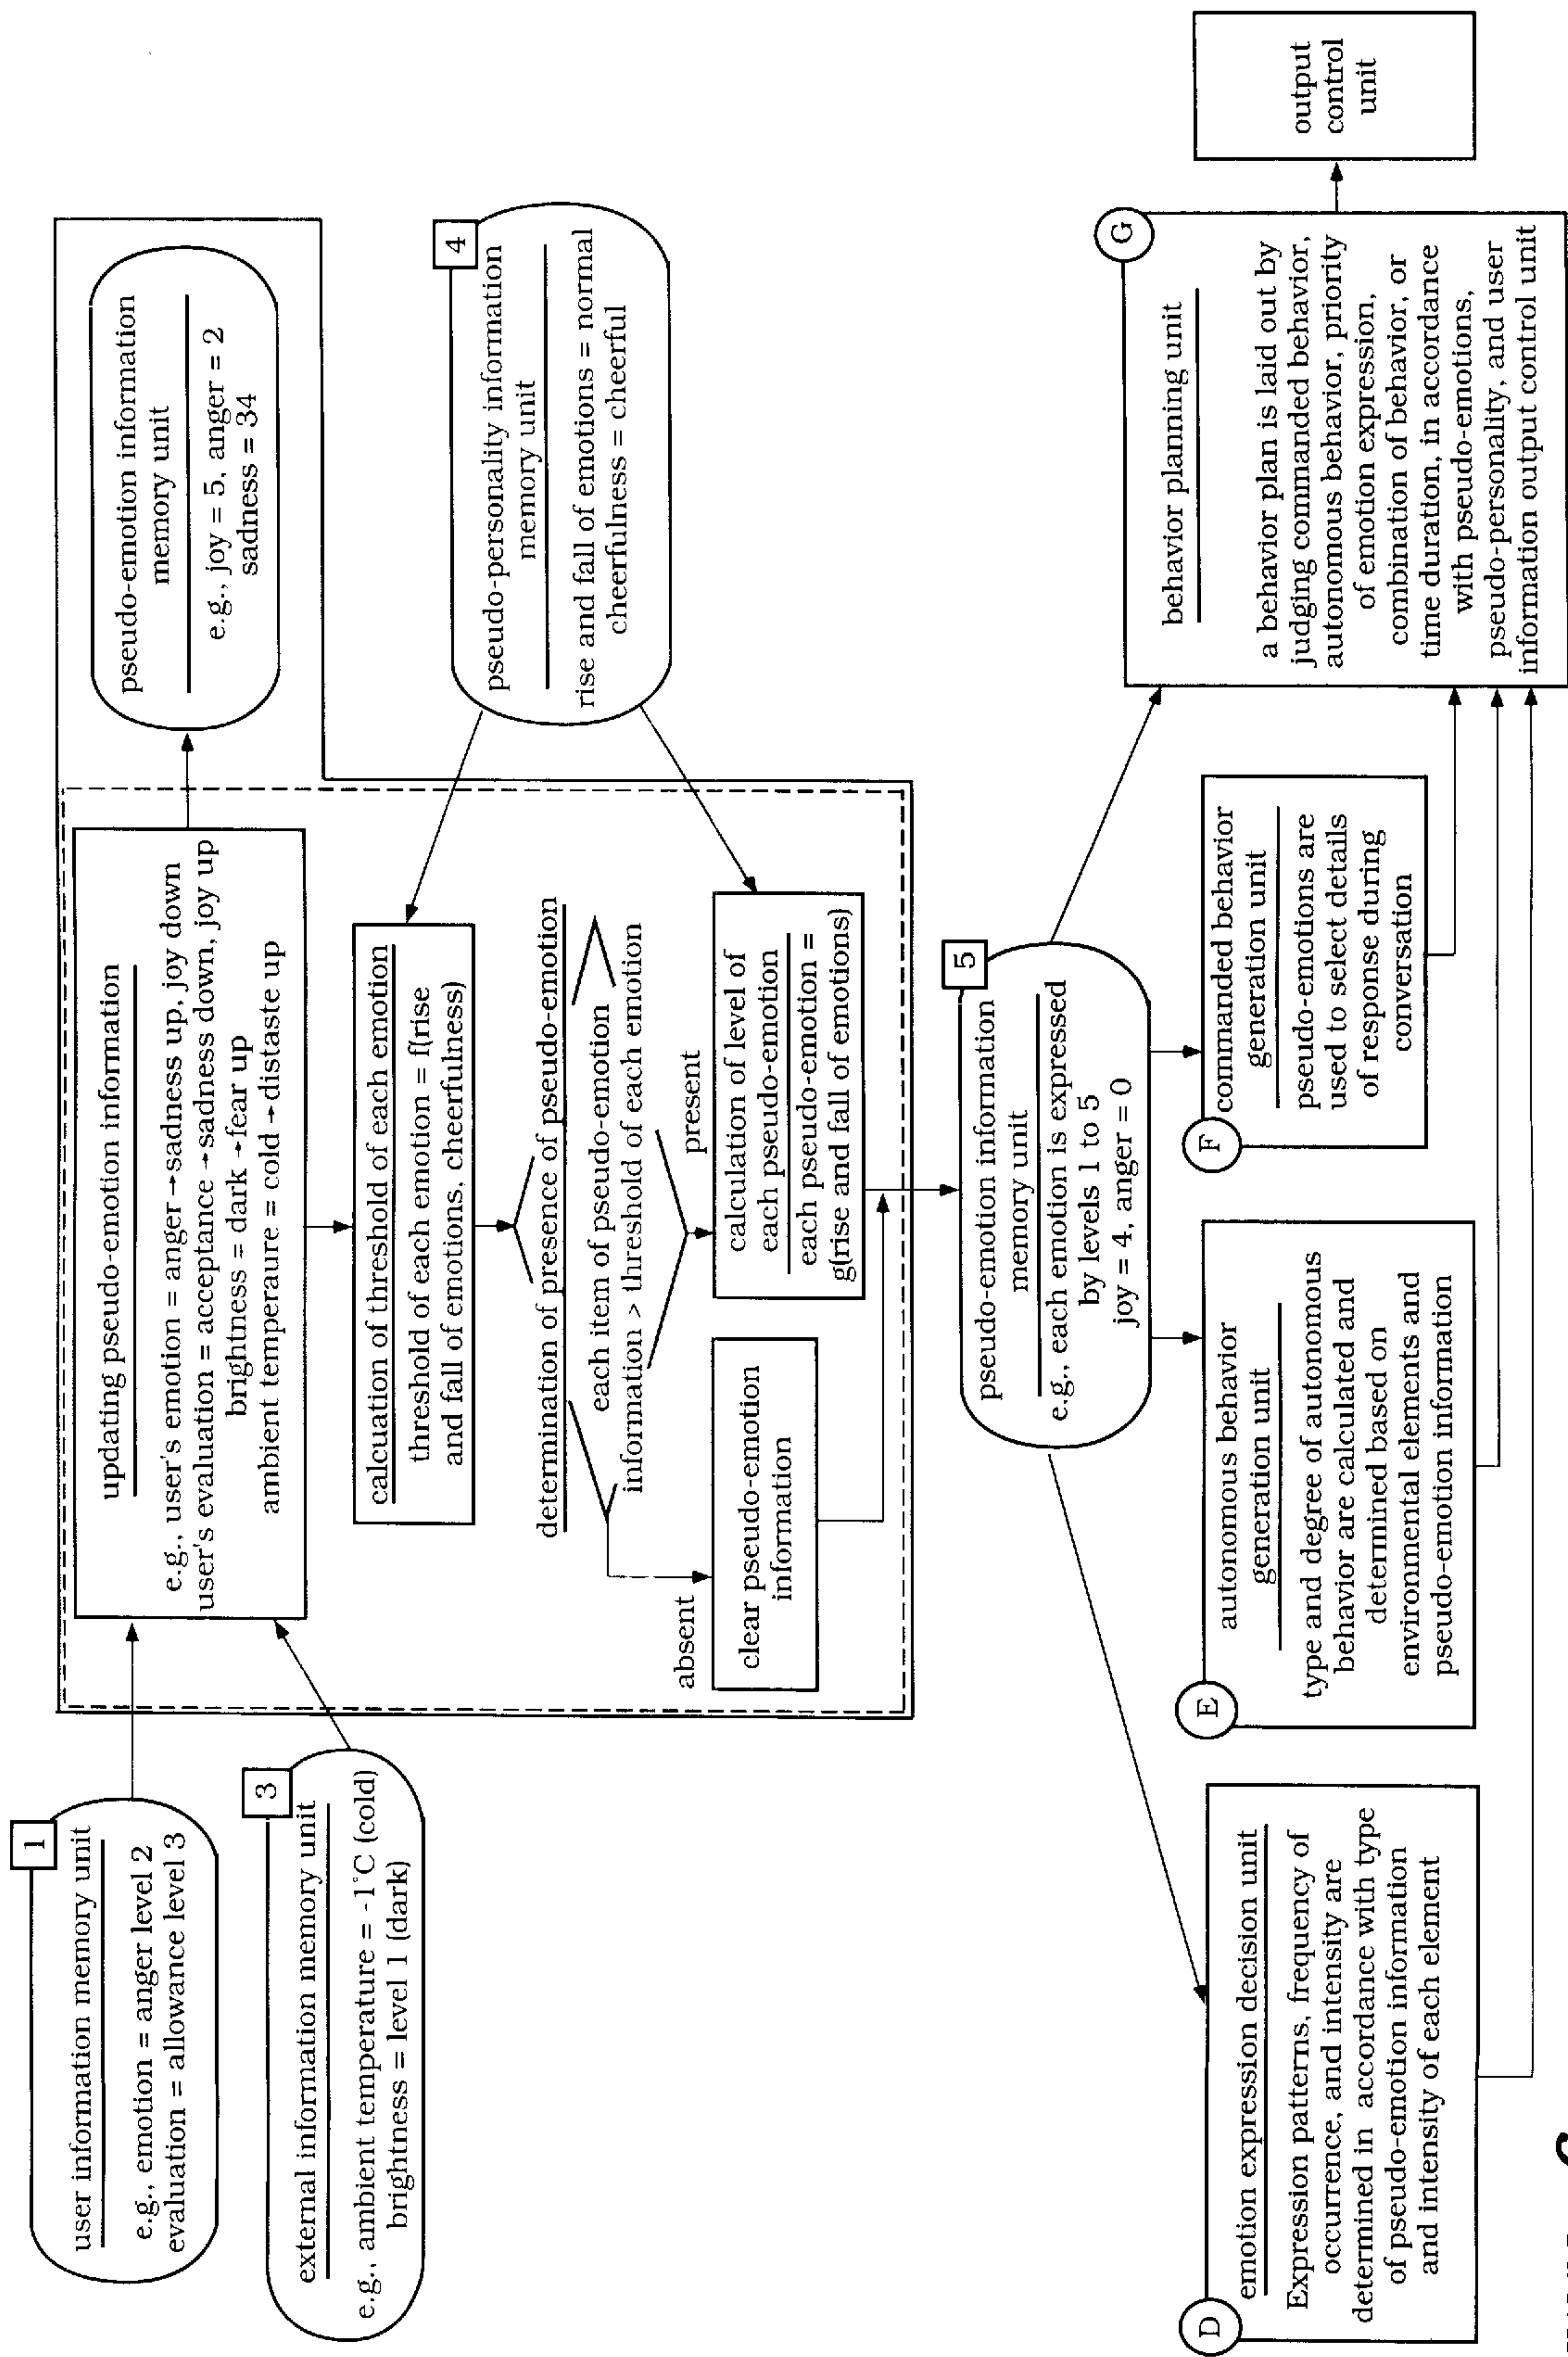 1
user information memory unit
e.g., emotion = anger level 2
evaluation = allowance level 3
3
external information memory unit
e.g., ambient temperature = -1°C (cold)
brightness = level 1 (dark)
updating pseudo-emotion information
e.g., user's emotion = anger→sadness up, joy down
user's evaluation = acceptance→sadness down, joy up
brightness = dark→fear up
ambient temperaure = cold→distaste up
pseudo-emotion information
memory unit
e.g., joy = 5, anger = 2
sadness = 34
4
pseudo-personality information
memory unit
rise and fall of emotions = normal
cheerfulness = cheerful
calcuation of threshold of each emotion
threshold of each emotion = f(rise
and fall of emotions, cheerfulness)
determination of presence of pseudo-emotion
each item of pseudo-emotion
information > threshold of each emotion
absent
present
clear pseudo-emotion
information
calculation of level of
each pseudo-emotion
each pseudo-emotion =
g(rise and fall of emotions)
5
pseudo-emotion information
memory unit
e.g., each emotion is expressed
by levels 1 to 5
joy = 4, anger = 0
D
emotion expression decision unit
Expression patterns, frequency of
occurrence, and intensity are
determined in accordance with type
of pseudo-emotion information
and intensity of each element
E
autonomous behavior
generation unit
type and degree of autonomous
behavior are calculated and
determined based on
environmental elements and
pseudo-emotion information
F
commanded behavior
generation unit
pseudo-emotions are
used to select details
of response during
conversation
G
behavior planning unit
a behavior plan is laid out by
judging commanded behavior,
autonomous behavior, priority
of emotion expression,
combination of behavior, or
time duration, in accordance
with pseudo-emotions,
pseudo-personality, and user
information output control unit
output
control
unit